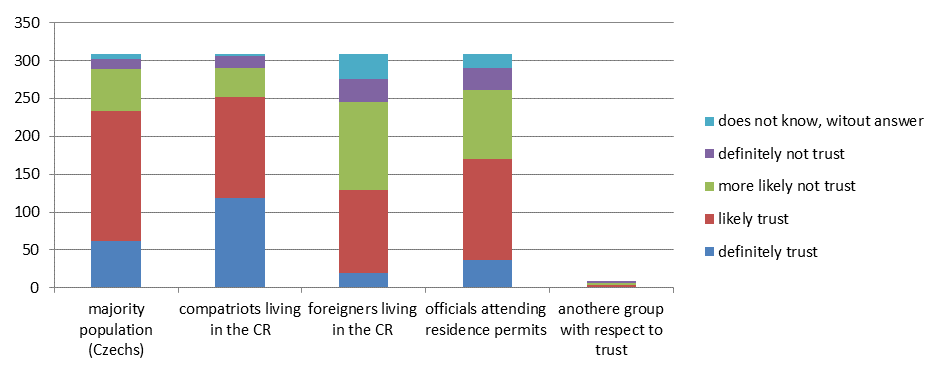 350
300
250
200
150
100
50
0
majority
population
(Czechs)
compatriots living
in the CR
foreigners living
in the CR
officials attending
residence permits
anothere group
with respect to
trust
does not know, witout answer
definitely not trust
more likely not trust
likely trust
definitely trust